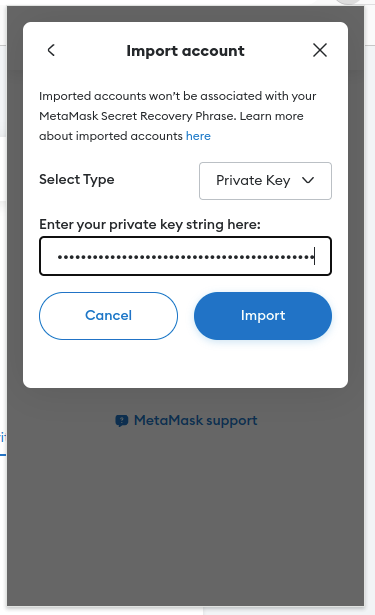 Import account
Imported accounts won't be associated with your
MetaMask Secret Recovery Phrase. Learn more
about imported accounts here
Select Type
Private Key
Enter your private key string here:
Cancel
Import
MetaMask support